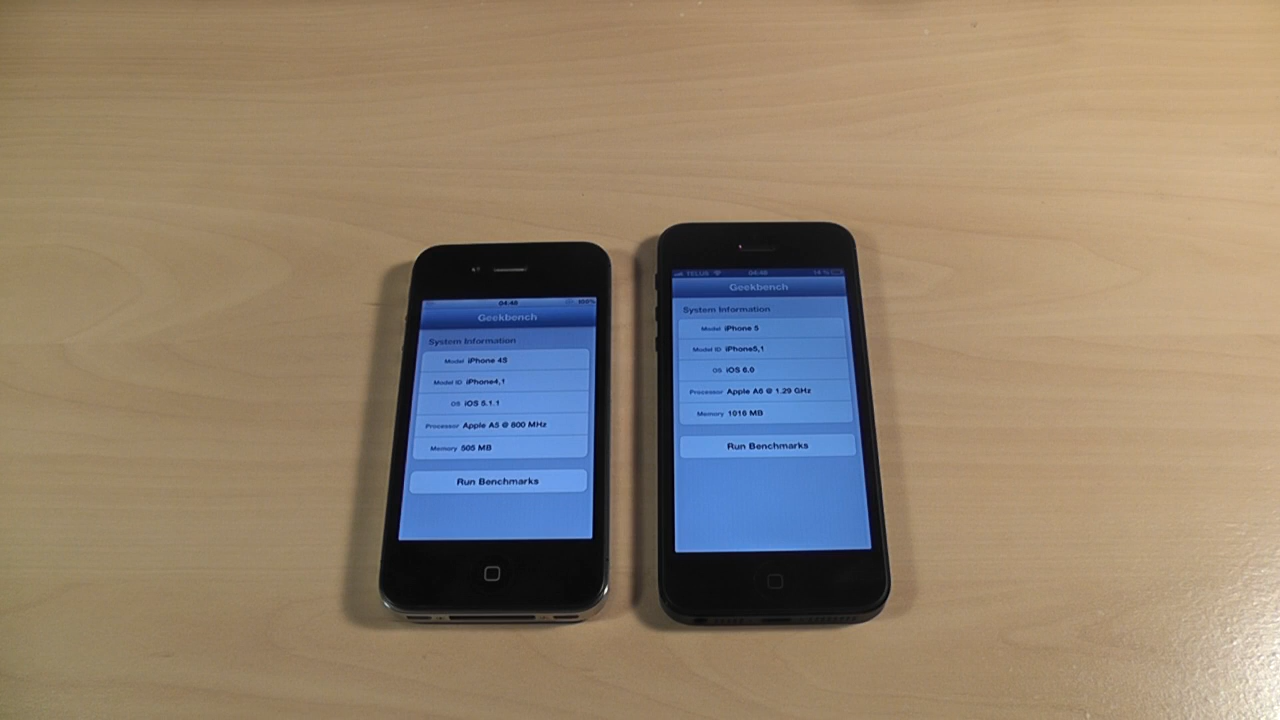 04:48 100%
Geekbench
System Information
Model iPhone 4S
Model ID iPhone4,1
OS iOS 5.1.1
Processor Apple A5 @ 800 MHz
Memory 505 MB
Run Benchmarks
TELUS 04:48 14 %
Geekbench
System Information
Model iPhone 5
Model ID iPhone5,1
OS iOS 6.0
Processor Apple A6 @ 1.29 GHz
Memory 1016 MB
Run Benchmarks